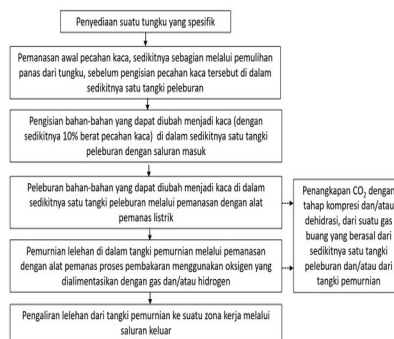 Penyediaan suatu tungku yang spesifik
Pemanasan awal pecahan kaca, sedikitnya sebagian melalui pemulihan
panas dari tungku, sebelum pengisian pecahan kaca tersebut di dalam
sedikitnya satu tangki peleburan
Pengisian bahan-bahan yang dapat diubah menjadi kaca (dengan
sedikitnya 10% berat pecahan kaca) di dalam sedikitnya satu tangki
peleburan dengan saluran masuk
Peleburan bahan-bahan yang dapat diubah menjadi kaca di dalam
sedikitnya satu tangki peleburan melalui pemanasan dengan alat
pemanas listrik
Penangkapan CO₂ dengan
tahap kompresi dan/atau
dehidrasi, dari suatu gas
buang yang berasal dari
sedikitnya satu tangki
peleburan dan/atau dari
tangki pemurnian
Pemurnian lelehan di dalam tangki pemurnian melalui pemanasan
dengan alat pemanas proses pembakaran menggunakan oksigen yang
dialimentasikan dengan gas dan/atau hidrogen
Pengaliran lelehan dari tangki pemurnian ke suatu zona kerja melalui
saluran keluar